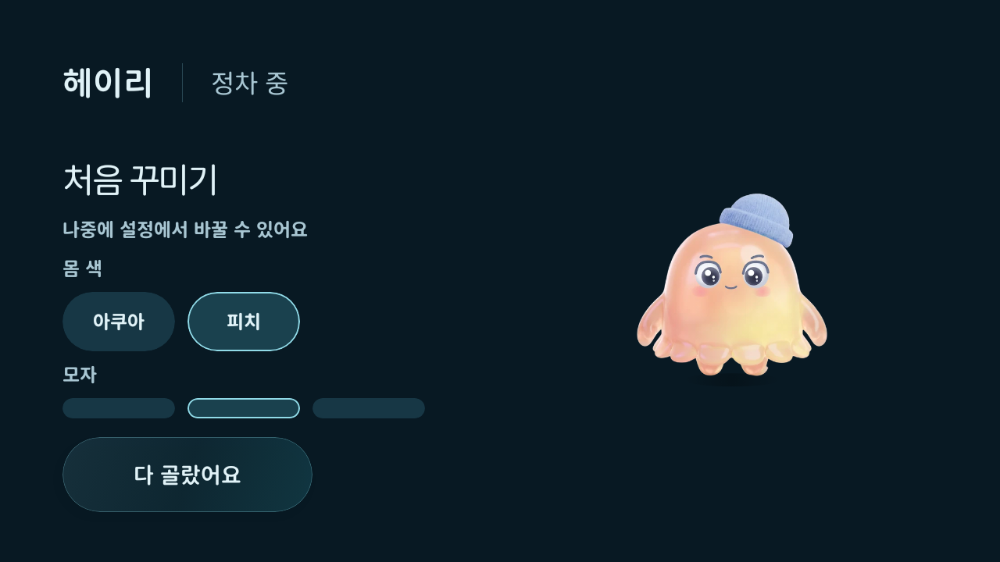 헤이리
정차 중
처음 꾸미기
나중에 설정에서 바꿀 수 있어요
몸 색
아쿠아
피치
모자
다 골랐어요